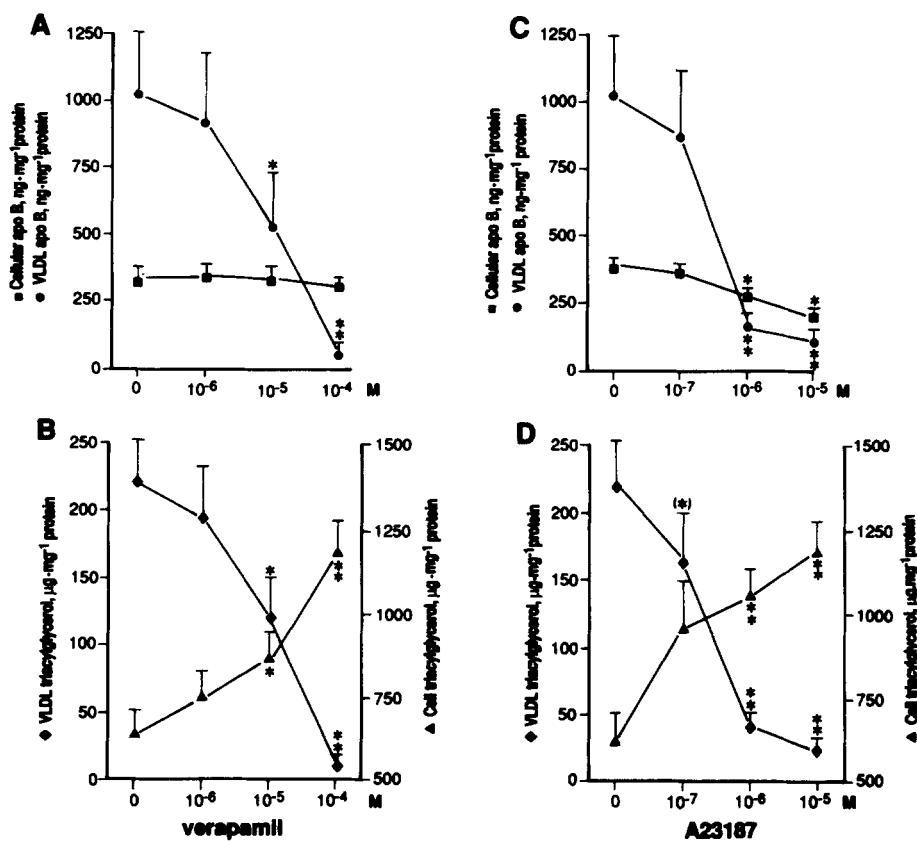 A
1250
1000
750
500
250
0
■ Cellular apo B, ng·mg⁻¹protein
● VLDL apo B, ng·mg⁻¹protein
*
**
0 10⁻⁶ 10⁻⁵ 10⁻⁴ M
C
1250
1000
750
500
250
0
■ Cellular apo B, ng·mg⁻¹protein
● VLDL apo B, ng-mg⁻¹protein
*
*
**
**
0 10⁻⁷ 10⁻⁶ 10⁻⁵ M
B
250
200
150
100
50
0
◆ VLDL triacylglycerol, µg·mg⁻¹ protein
1500
1250
1000
750
500
▲ Cell triacylglycerol, µg·mg⁻¹ protein
*
*
**
***
0 10⁻⁶ 10⁻⁵ 10⁻⁴ M
verapamil
D
250
200
150
100
50
0
◆ VLDL triacylglycerol, µg-mg⁻¹protein
1500
1250
1000
750
500
▲ Cell triacylglycerol, µg-mg⁻¹protein
(*)
**
**
**
**
0 10⁻⁷ 10⁻⁶ 10⁻⁵ M
A23187